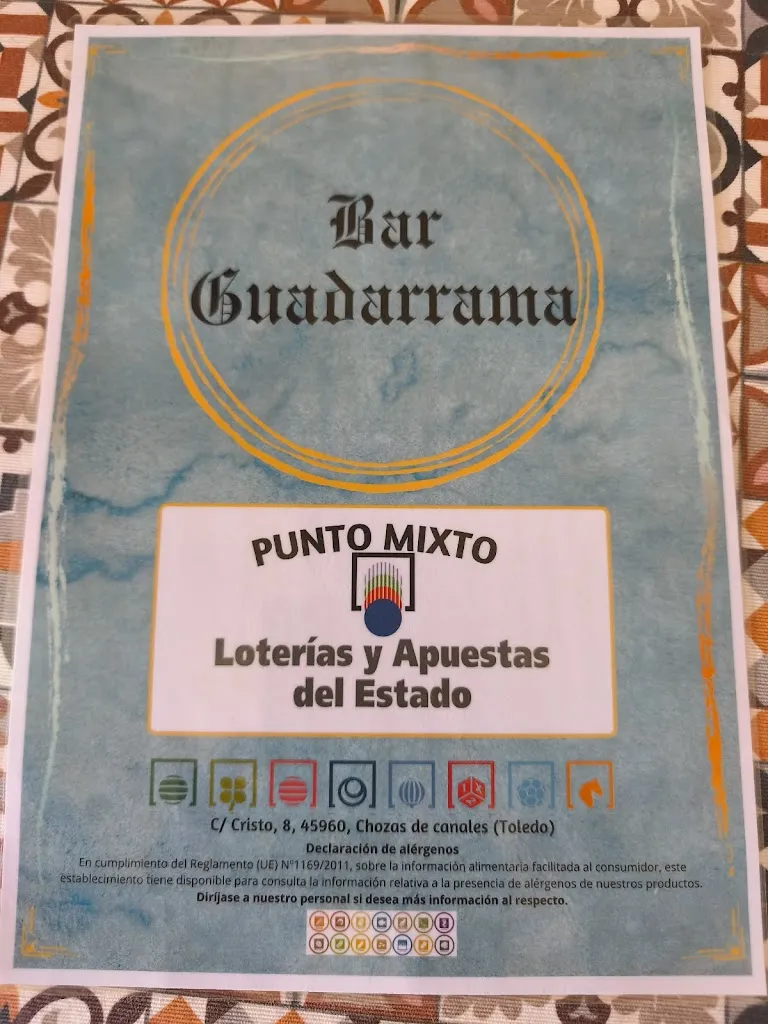 Bar
Guadarrama
PUNTO MIXTO
Loterías y Apuestas
del Estado
C/ Cristo, 8, 45960, Chozas de canales (Toledo)
Declaración de alérgenos
En cumplimiento del Reglamento (UE) Nº1169/2011, sobre la información alimentaria facilitada al consumidor, este
establecimiento tiene disponible para consulta la información relativa a la presencia de alérgenos de nuestros productos.
Diríjase a nuestro personal si desea más información al respecto.